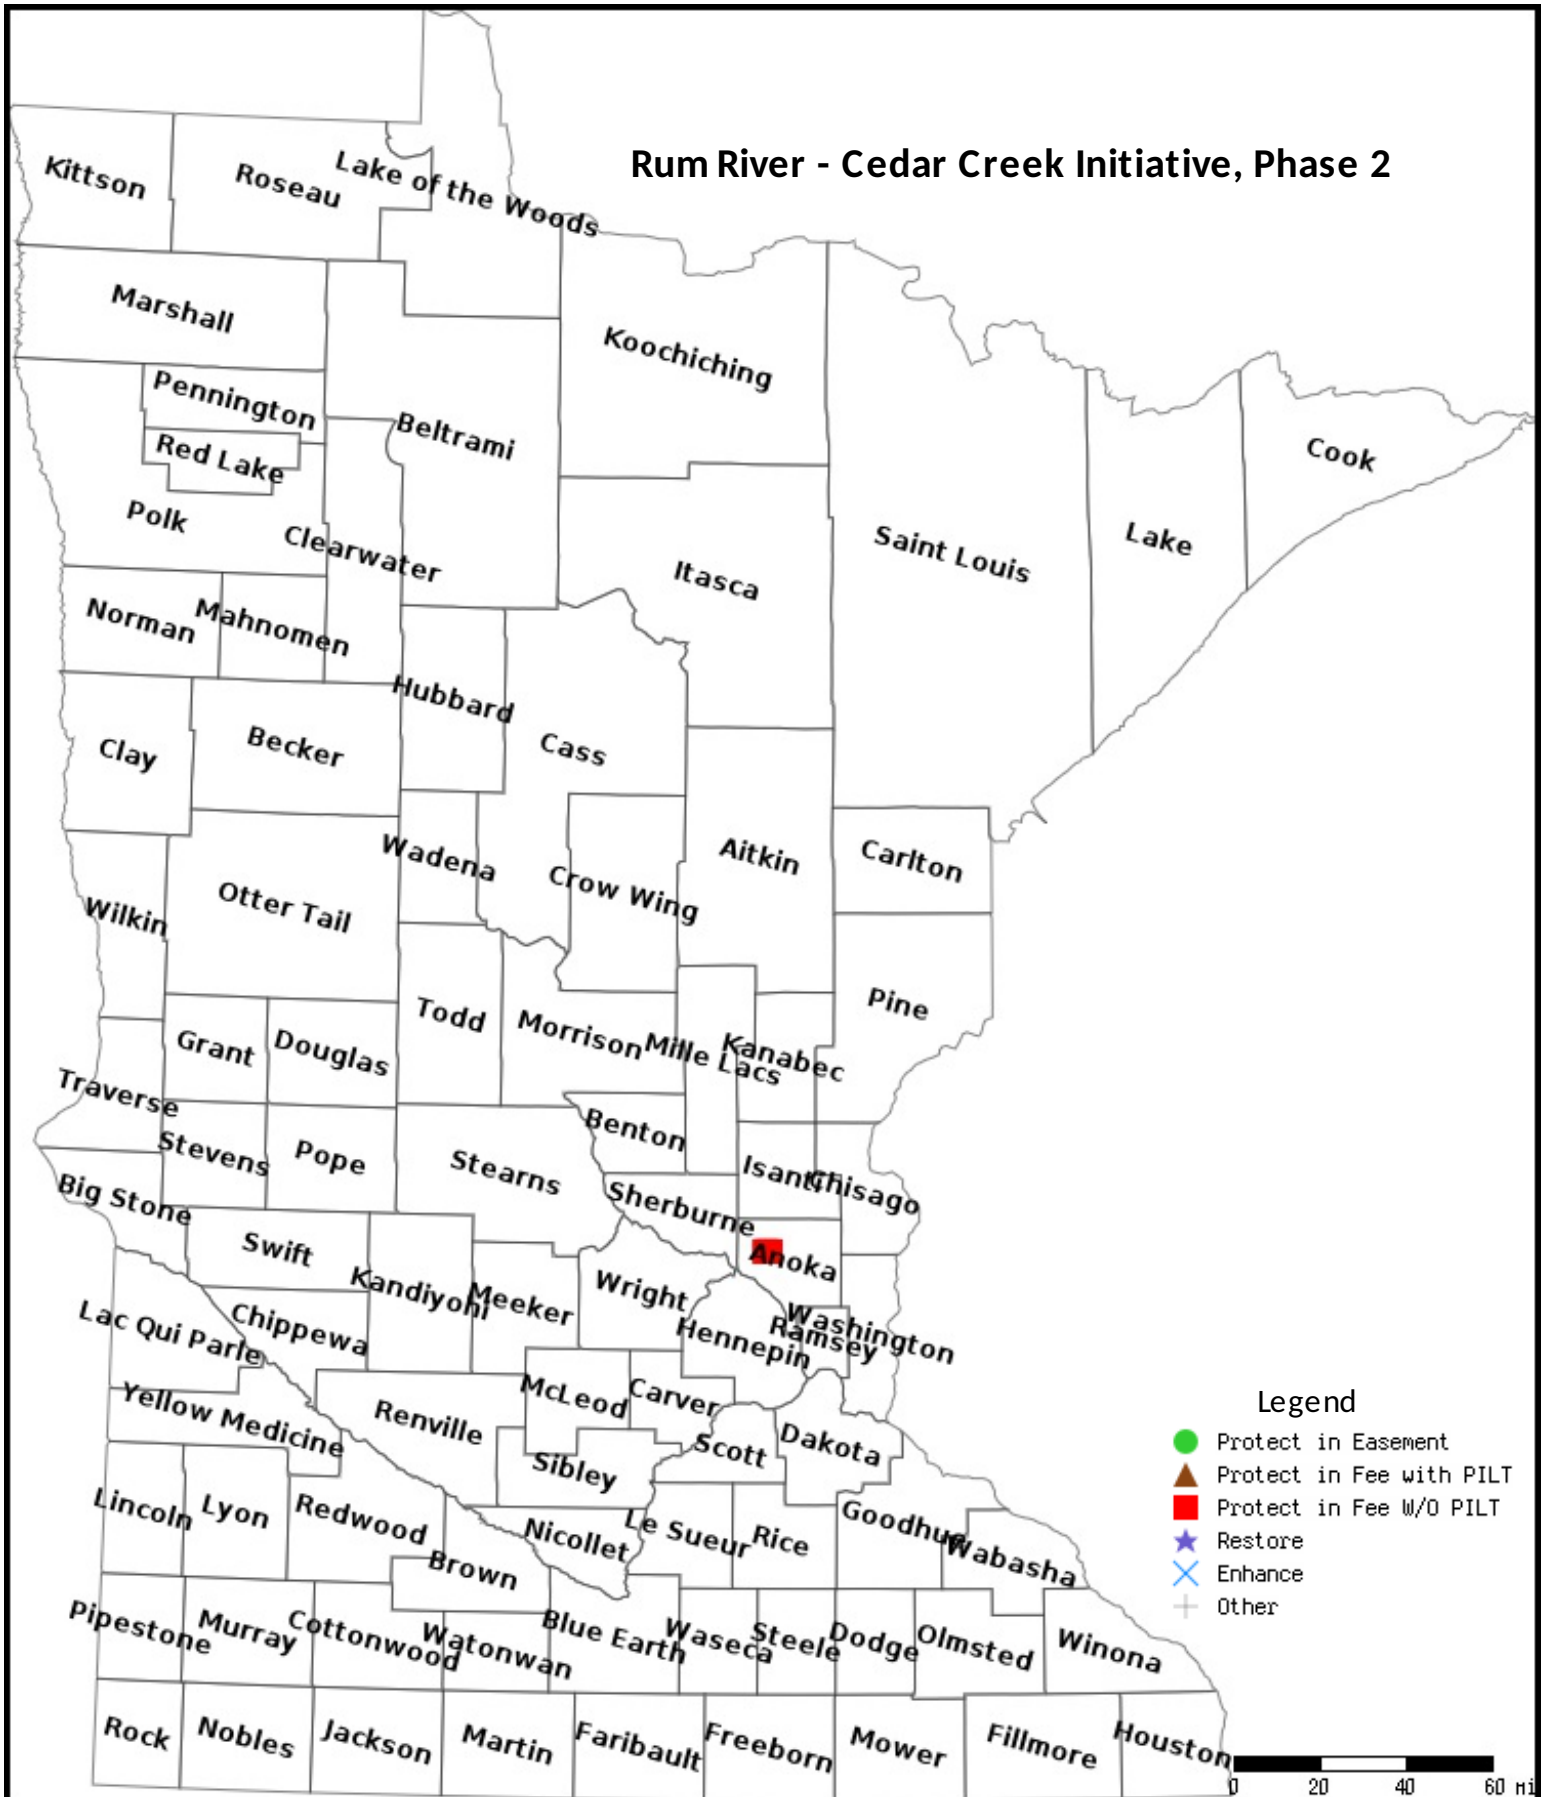 Rum River - Cedar Creek Initiative, Phase 2
Kittson
Roseau
Lake of the Woods
Marshall
Koochiching
Pennington
Beltrami
Red Lake
Cook
Polk
Clearwater
Saint Louis
Lake
Itasca
Norman
Mahnomen
Hubbard
Clay
Becker
Cass
Wadena
Aitkin
Carlton
Crow Wing
Otter Tail
Wilkin
Todd
Morrison
Mille Lacs
Kanabec
Pine
Grant
Douglas
Traverse
Stevens
Pope
Stearns
Benton
Isanti
Chisago
Big Stone
Sherburne
Swift
Anoka
Kandiyohi
Meeker
Wright
Lac Qui Parle
Chippewa
Hennepin
Ramsey
Washington
Yellow Medicine
Renville
McLeod
Carver
Scott
Dakota
Sibley
Lincoln
Lyon
Redwood
Nicollet
Le Sueur
Rice
Goodhue
Wabasha
Brown
Pipestone
Murray
Cottonwood
Watonwan
Blue Earth
Waseca
Steele
Dodge
Olmsted
Winona
Rock
Nobles
Jackson
Martin
Faribault
Freeborn
Mower
Fillmore
Houston
Legend
Protect in Easement
Protect in Fee with PILT
Protect in Fee W/O PILT
Restore
Enhance
Other
0 20 40 60 mi